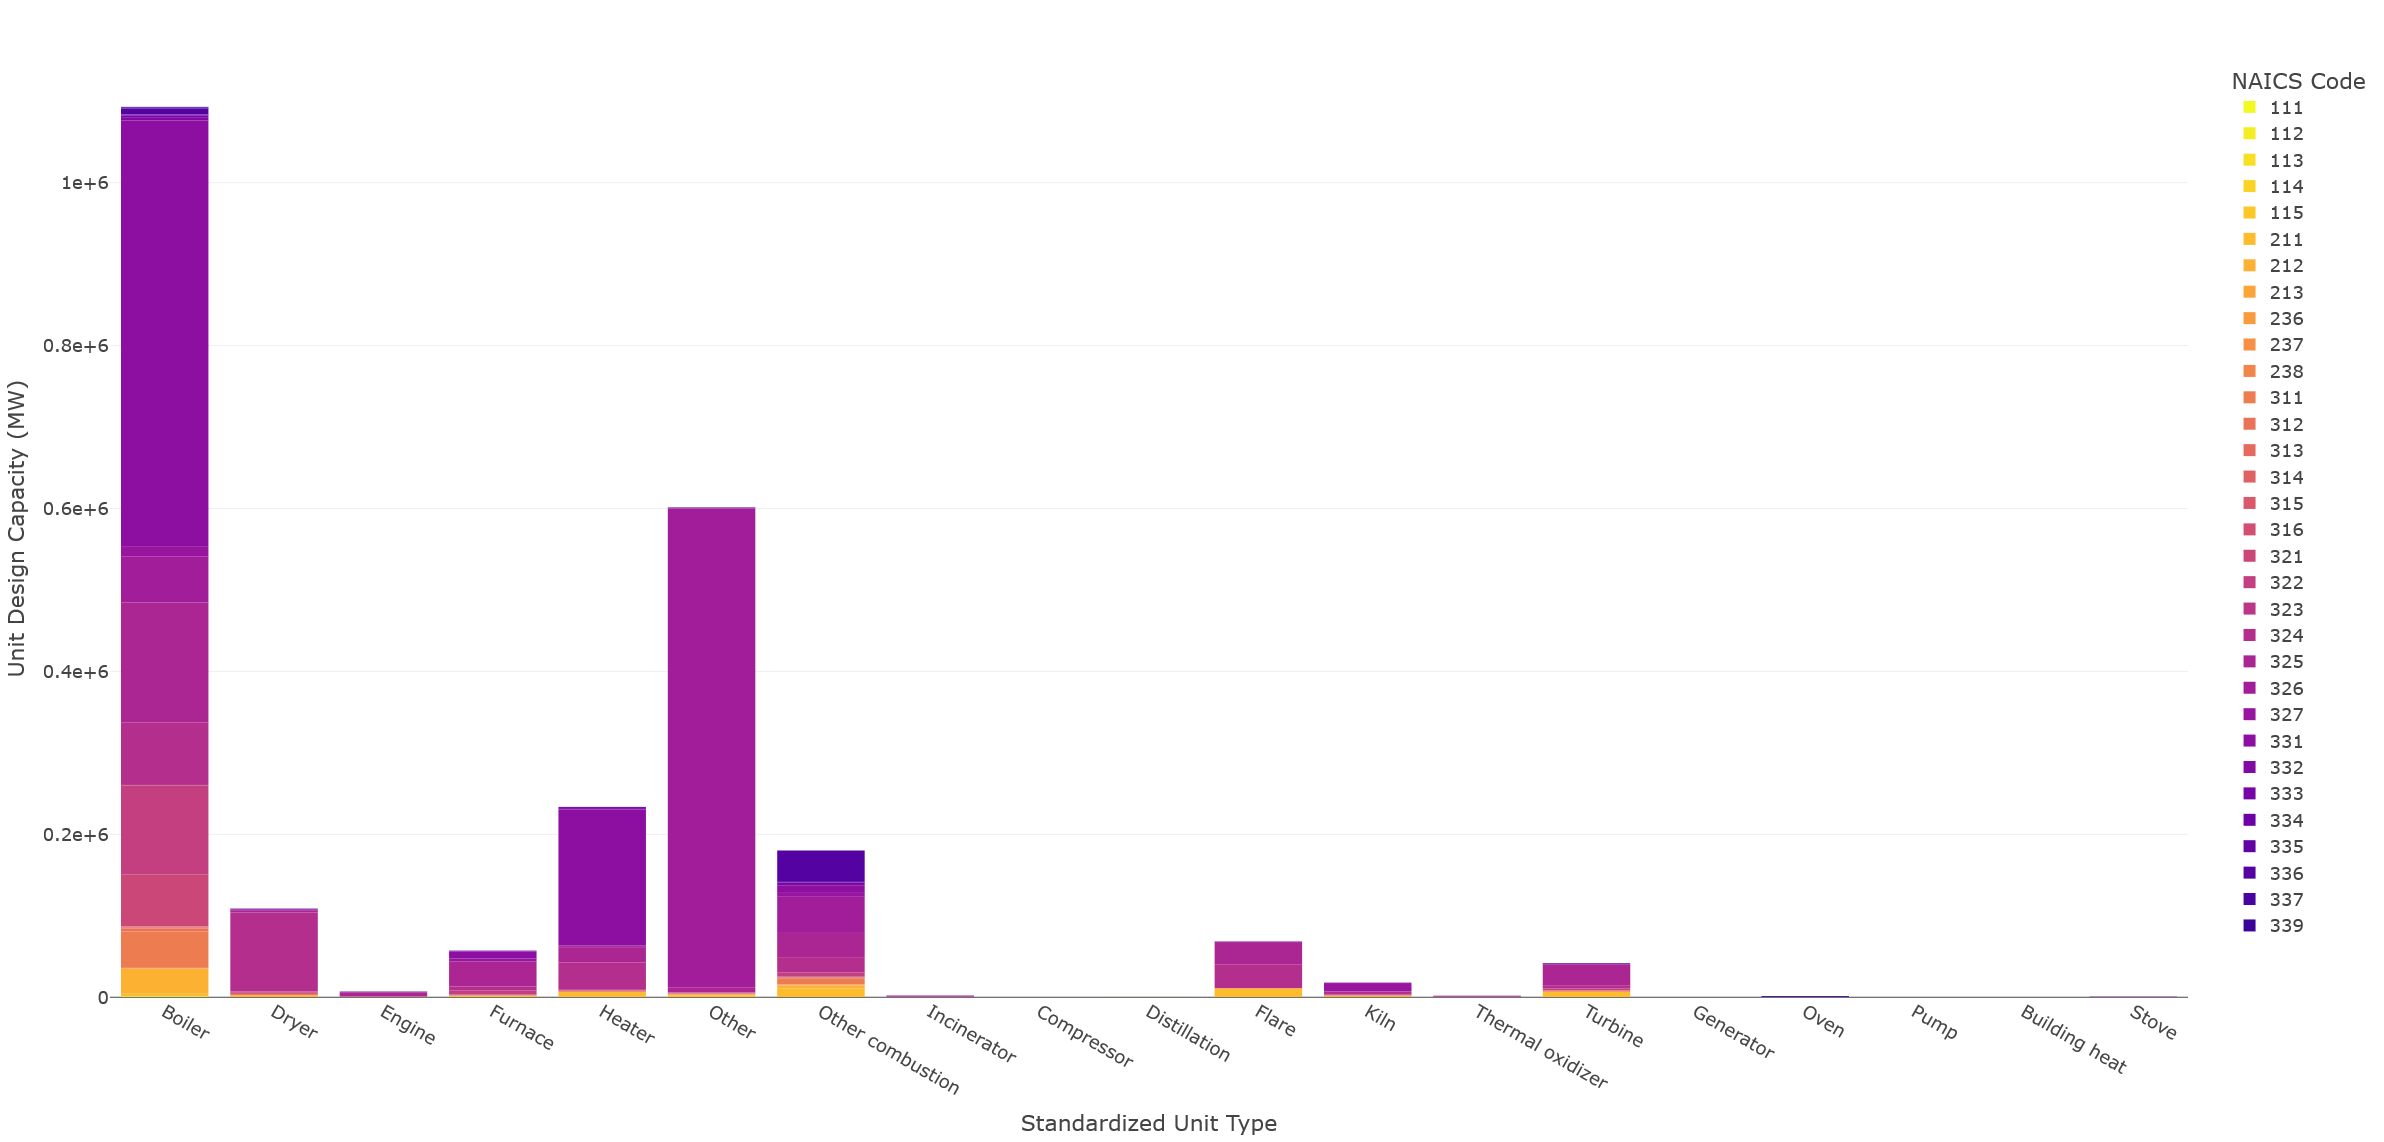 NAICS Code
111
112
113
114
115
211
212
213
236
237
238
311
312
313
314
315
316
321
322
323
324
325
326
327
331
332
333
334
335
336
337
339
Unit Design Capacity (MW)
1e+6
0.8e+6
0.6e+6
0.4e+6
0.2e+6
0
Boiler
Dryer
Engine
Furnace
Heater
Other
Other combustion
Incinerator
Compressor
Distillation
Flare
Kiln
Thermal oxidizer
Turbine
Generator
Oven
Pump
Building heat
Stove
Standardized Unit Type